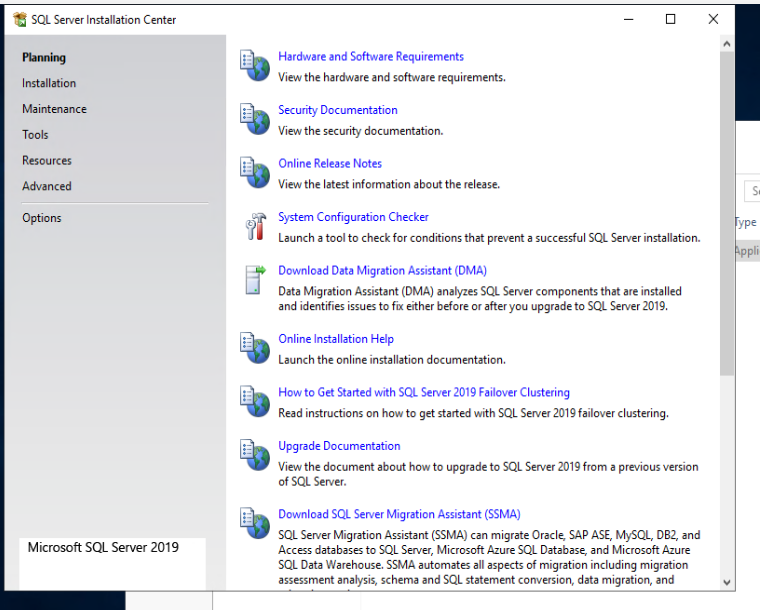 SQL Server Installation Center
Planning
Installation
Maintenance
Tools
Resources
Advanced
Options
Microsoft SQL Server 2019
Hardware and Software Requirements
View the hardware and software requirements.
Security Documentation
View the security documentation.
Online Release Notes
View the latest information about the release.
System Configuration Checker
Launch a tool to check for conditions that prevent a successful SQL Server installation.
Download Data Migration Assistant (DMA)
Data Migration Assistant (DMA) analyzes SQL Server components that are installed
and identifies issues to fix either before or after you upgrade to SQL Server 2019.
Online Installation Help
Launch the online installation documentation.
How to Get Started with SQL Server 2019 Failover Clustering
Read instructions on how to get started with SQL Server 2019 failover clustering.
Upgrade Documentation
View the document about how to upgrade to SQL Server 2019 from a previous version
of SQL Server.
Download SQL Server Migration Assistant (SSMA)
SQL Server Migration Assistant (SSMA) can migrate Oracle, SAP ASE, MySQL, DB2, and
Access databases to SQL Server, Microsoft Azure SQL Database, and Microsoft Azure
SQL Data Warehouse. SSMA automates all aspects of migration including migration
assessment analysis, schema and SQL statement conversion, data migration, and
Type
Appli